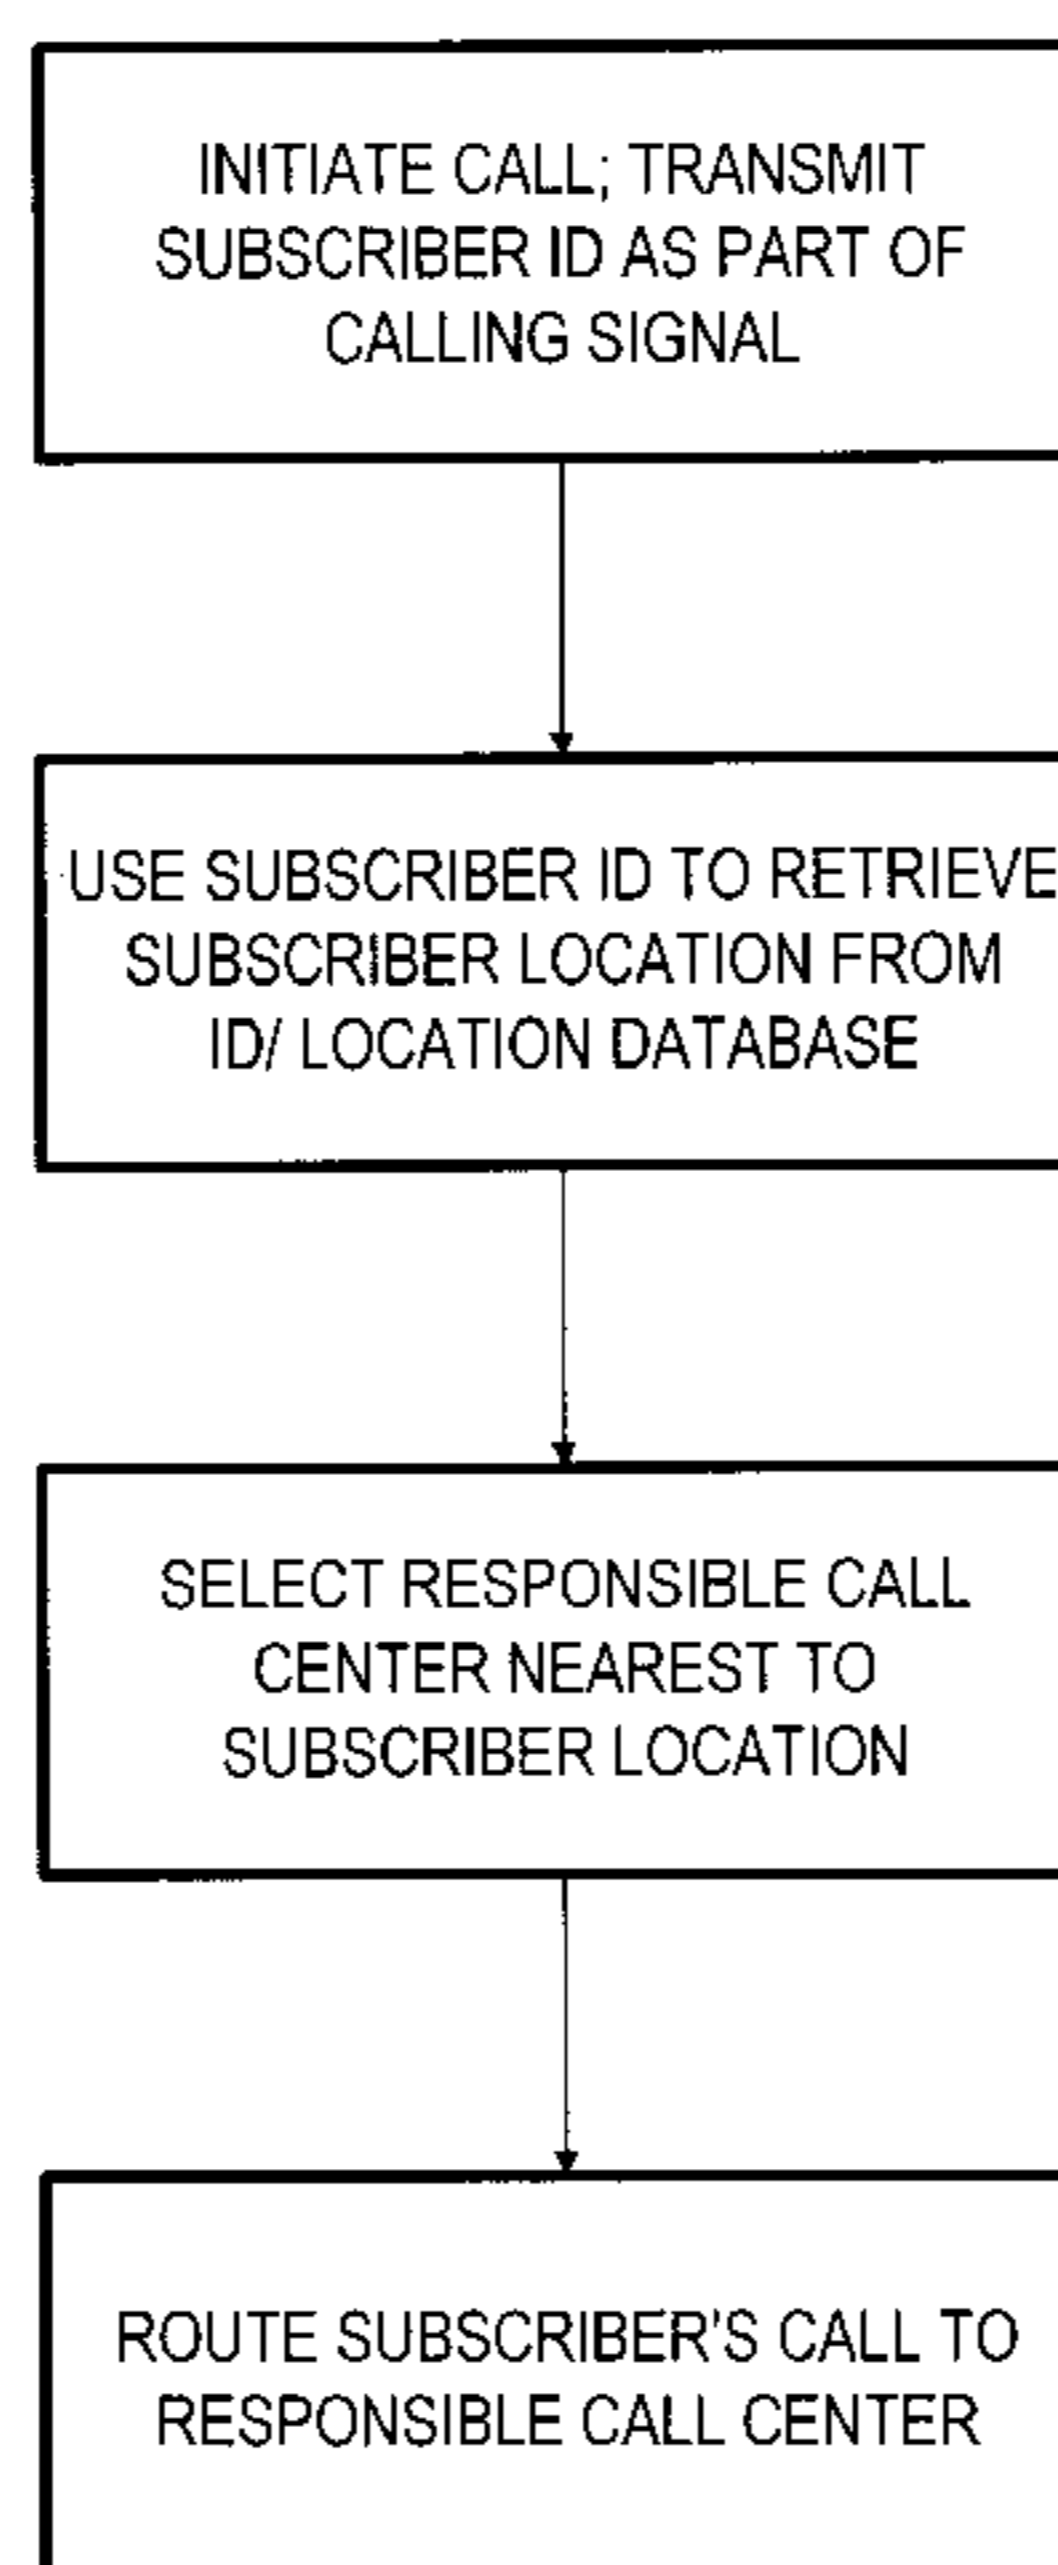 INITIATE CALL; TRANSMIT
SUBSCRIBER ID AS PART OF
CALLING SIGNAL
USE SUBSCRIBER ID TO RETRIEVE
SUBSCRIBER LOCATION FROM
ID/ LOCATION DATABASE
SELECT RESPONSIBLE CALL
CENTER NEAREST TO
SUBSCRIBER LOCATION
ROUTE SUBSCRIBER'S CALL TO
RESPONSIBLE CALL CENTER